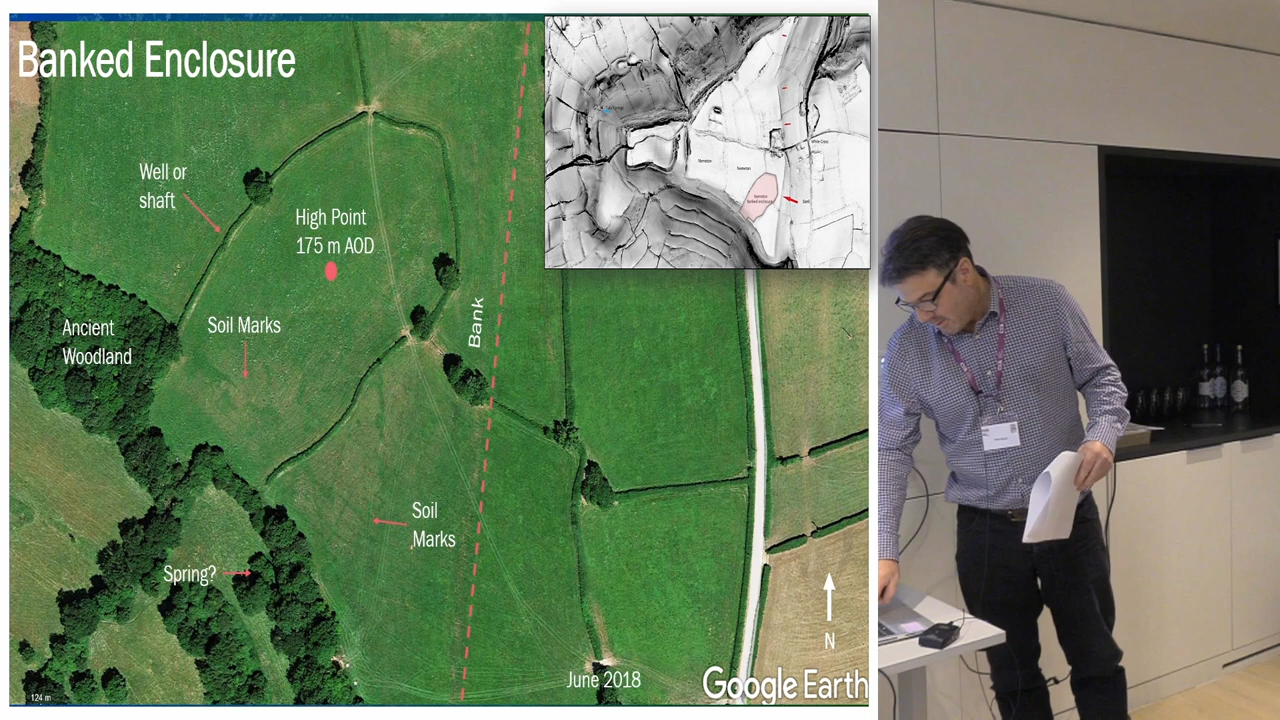 Banked Enclosure
Well or
shaft
High Point
175 m AOD
Soil Marks
Ancient
Woodland
Bank
Soil
Marks
Spring?
N
June 2018
Google Earth
124 m